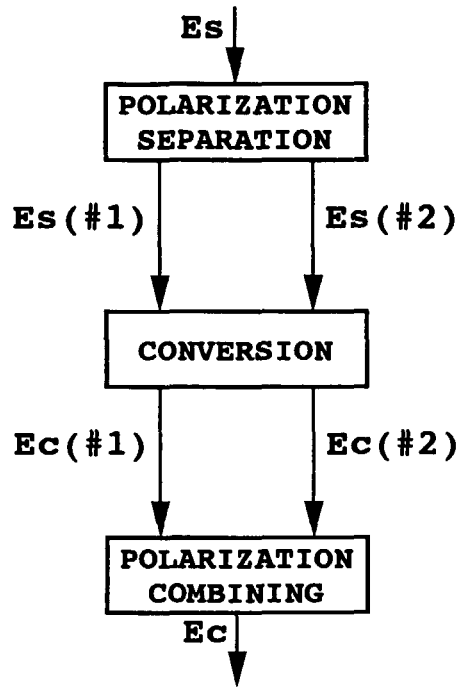 Es
POLARIZATION
SEPARATION
Es(#1)
Es(#2)
CONVERSION
Ec(#1)
Ec(#2)
POLARIZATION
COMBINING
Ec